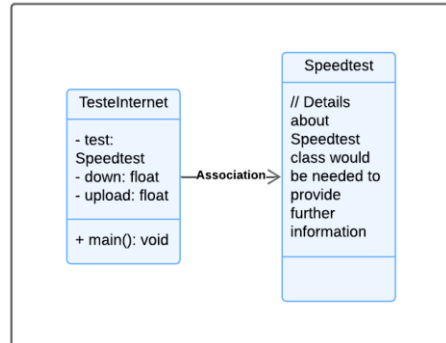 TesteInternet
- test:
Speedtest
- down: float
- upload: float
+ main(): void
Association
Speedtest
// Details
about
Speedtest
class would
be needed to
provide
further
information